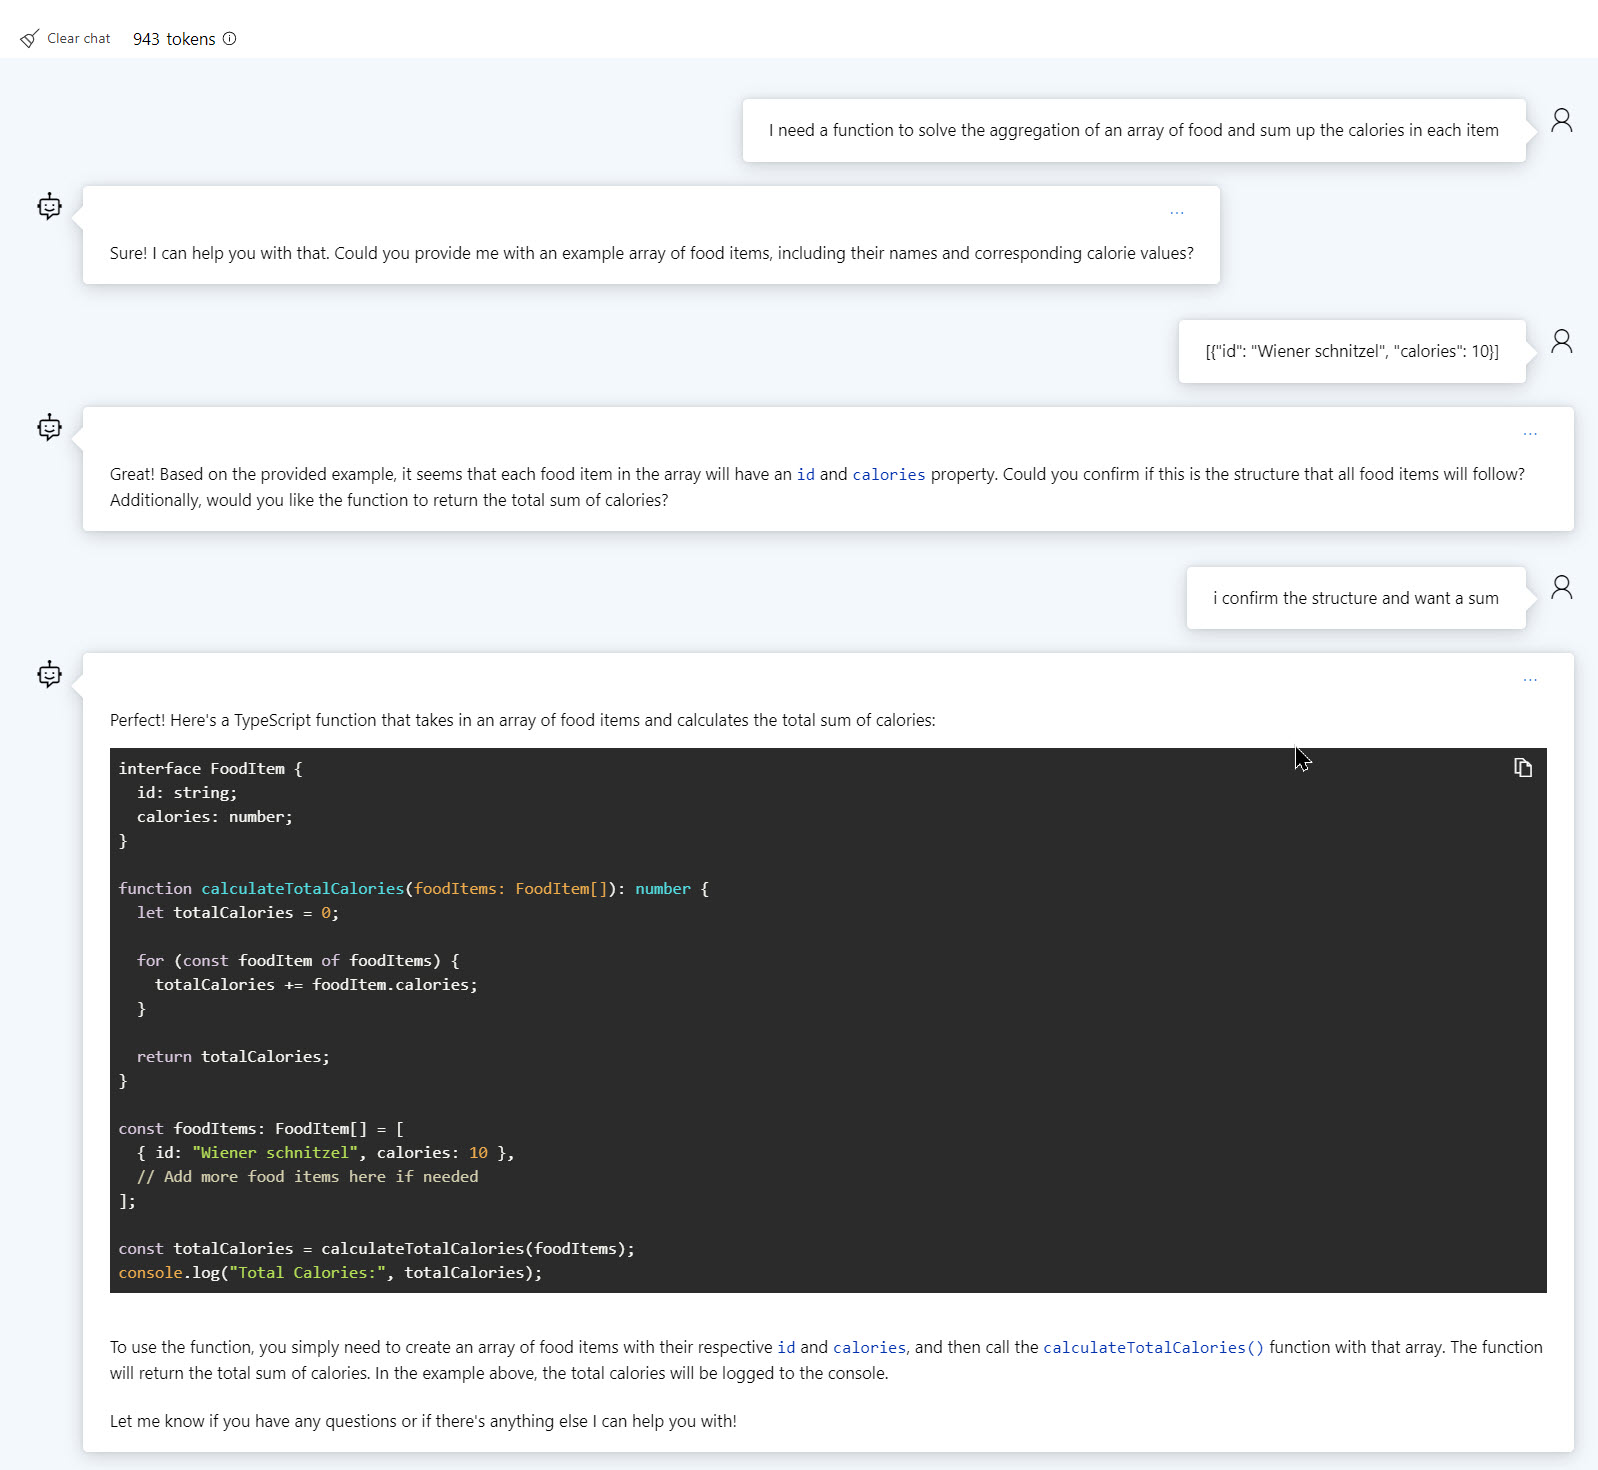 Clear chat 943 tokens
I need a function to solve the aggregation of an array of food and sum up the calories in each item
...
Sure! I can help you with that. Could you provide me with an example array of food items, including their names and corresponding calorie values?
[{"id": "Wiener schnitzel", "calories": 10}]
...
Great! Based on the provided example, it seems that each food item in the array will have an id and calories property. Could you confirm if this is the structure that all food items will follow?
Additionally, would you like the function to return the total sum of calories?
i confirm the structure and want a sum
...
Perfect! Here's a TypeScript function that takes in an array of food items and calculates the total sum of calories:
interface FoodItem {
  id: string;
  calories: number;
}
function calculateTotalCalories(foodItems: FoodItem[]): number {
  let totalCalories = 0;
  for (const foodItem of foodItems) {
    totalCalories += foodItem.calories;
  }
  return totalCalories;
}
const foodItems: FoodItem[] = [
  { id: "Wiener schnitzel", calories: 10 },
  // Add more food items here if needed
];
const totalCalories = calculateTotalCalories(foodItems);
console.log("Total Calories:", totalCalories);
To use the function, you simply need to create an array of food items with their respective id and calories, and then call the calculateTotalCalories() function with that array. The function
will return the total sum of calories. In the example above, the total calories will be logged to the console.
Let me know if you have any questions or if there's anything else I can help you with!